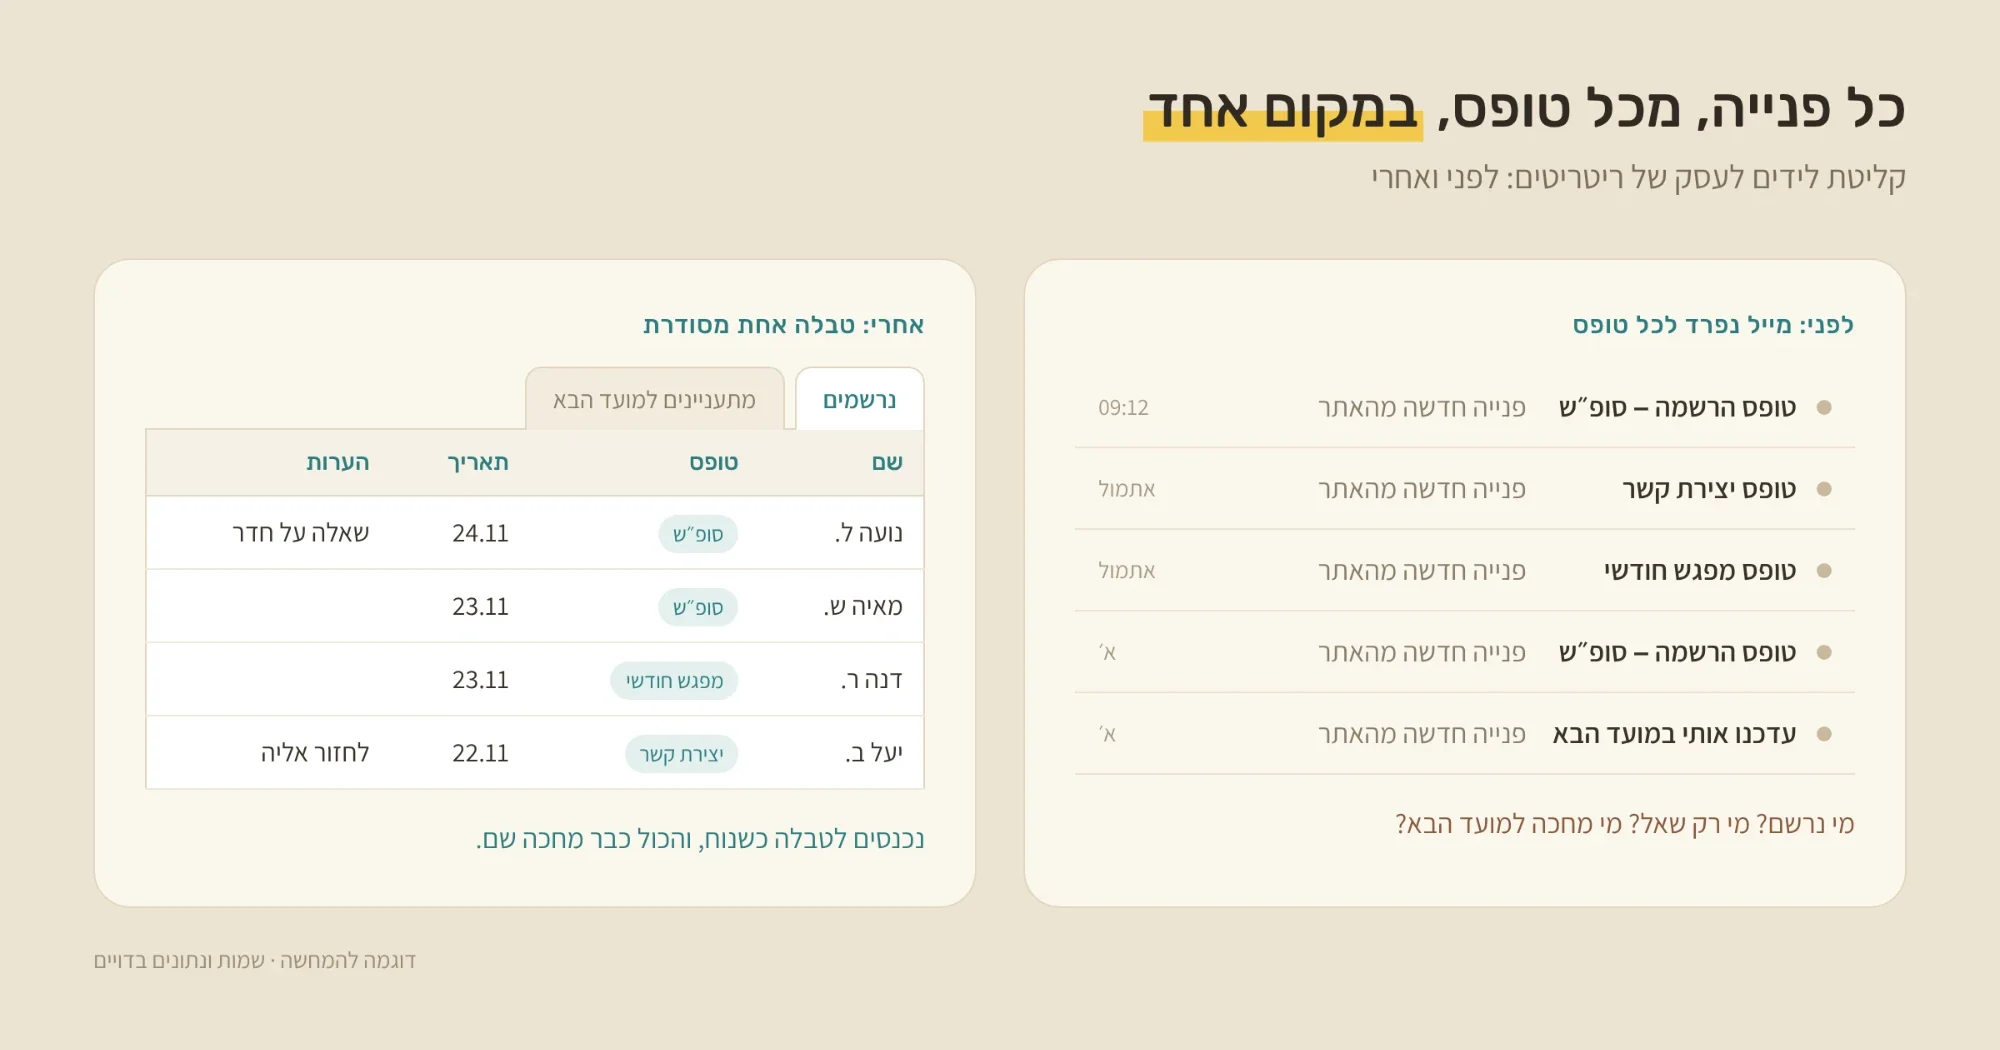 כל פנייה, מכל טופס, במקום אחד
קליטת לידים לעסק של ריטריטים: לפני ואחרי
לפני: מייל נפרד לכל טופס
טופס הרשמה – סופ״ש פנייה חדשה מהאתר 09:12
טופס יצירת קשר פנייה חדשה מהאתר אתמול
טופס מפגש חודשי פנייה חדשה מהאתר אתמול
טופס הרשמה – סופ״ש פנייה חדשה מהאתר א׳
עדכנו אותי במועד הבא פנייה חדשה מהאתר א׳
מי נרשם? מי רק שאל? מי מחכה למועד הבא?
אחרי: טבלה אחת מסודרת
נרשמים מתעניינים למועד הבא
שם טופס תאריך הערות
נועה ל. סופ״ש 24.11 שאלה על חדר
מאיה ש. סופ״ש 23.11
דנה ר. מפגש חודשי 23.11
יעל ב. יצירת קשר 22.11 לחזור אליה
נכנסים לטבלה כשנוח, והכול כבר מחכה שם.
דוגמה להמחשה · שמות ונתונים בדויים